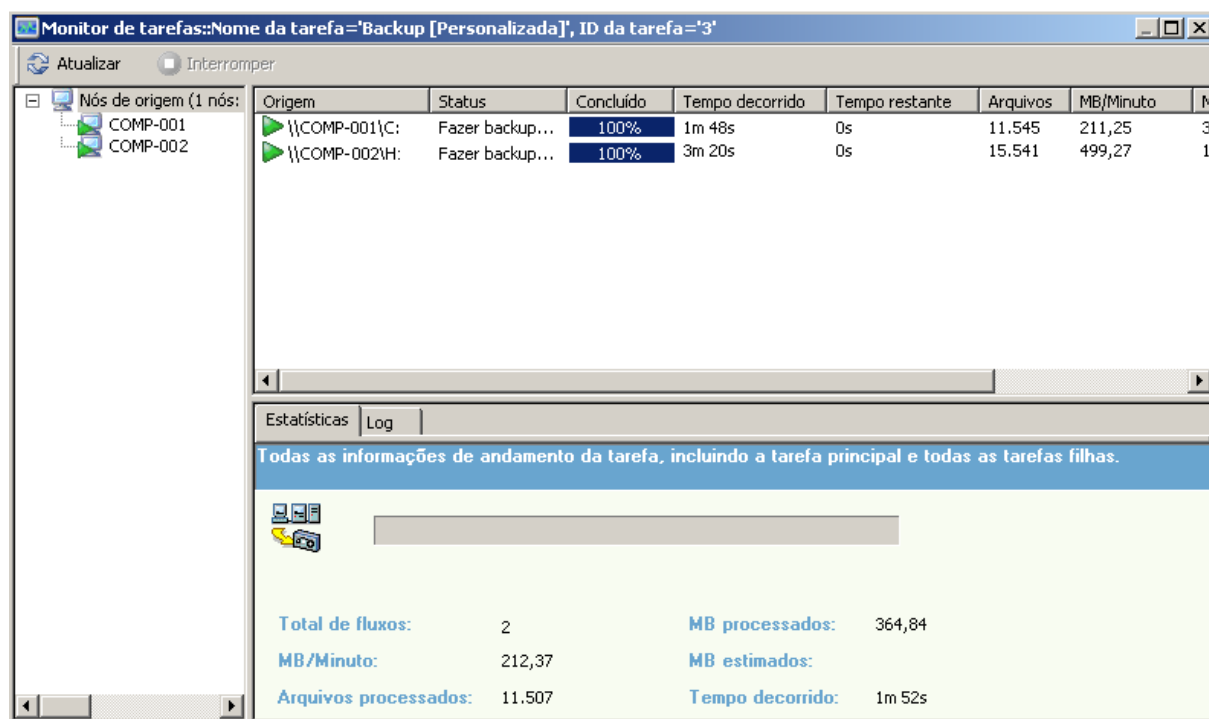 Monitor de tarefas::Nome da tarefa='Backup [Personalizada]', ID da tarefa='3'
Atualizar Interromper
Nós de origem (1 nós:
COMP-001
COMP-002
Origem Status Concluído Tempo decorrido Tempo restante Arquivos MB/Minuto
\\COMP-001\C: Fazer backup... 100% 1m 48s 0s 11.545 211,25 3
\\COMP-002\H: Fazer backup... 100% 3m 20s 0s 15.541 499,27 1
Estatísticas Log
Todas as informações de andamento da tarefa, incluindo a tarefa principal e todas as tarefas filhas.
Total de fluxos: 2 MB processados: 364,84
MB/Minuto: 212,37 MB estimados:
Arquivos processados: 11.507 Tempo decorrido: 1m 52s